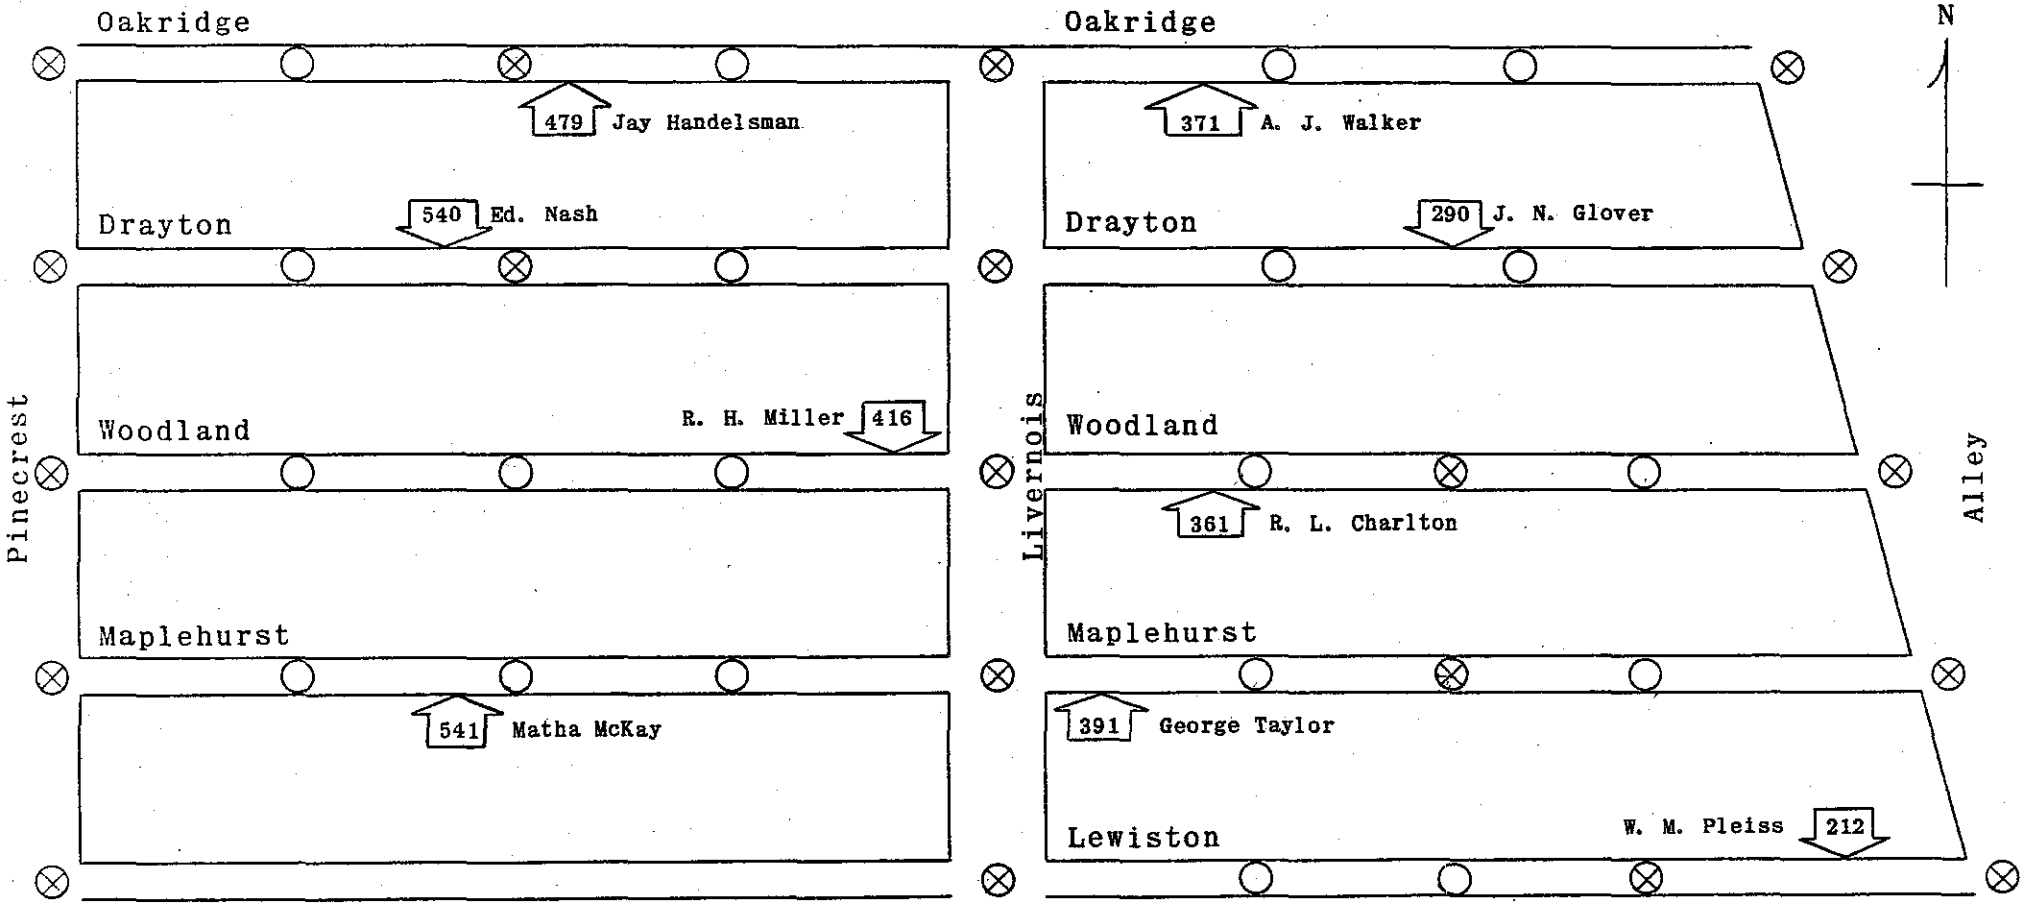 Oakridge
Oakridge
N
479 Jay Handelsman
371 A. J. Walker
540 Ed. Nash
290 J. N. Glover
Drayton
Drayton
R. H. Miller 416
Woodland
Woodland
Pinecrest
Livernois
Alley
361 R. L. Charlton
Maplehurst
Maplehurst
541 Matha McKay
391 George Taylor
W. M. Pleiss 212
Lewiston